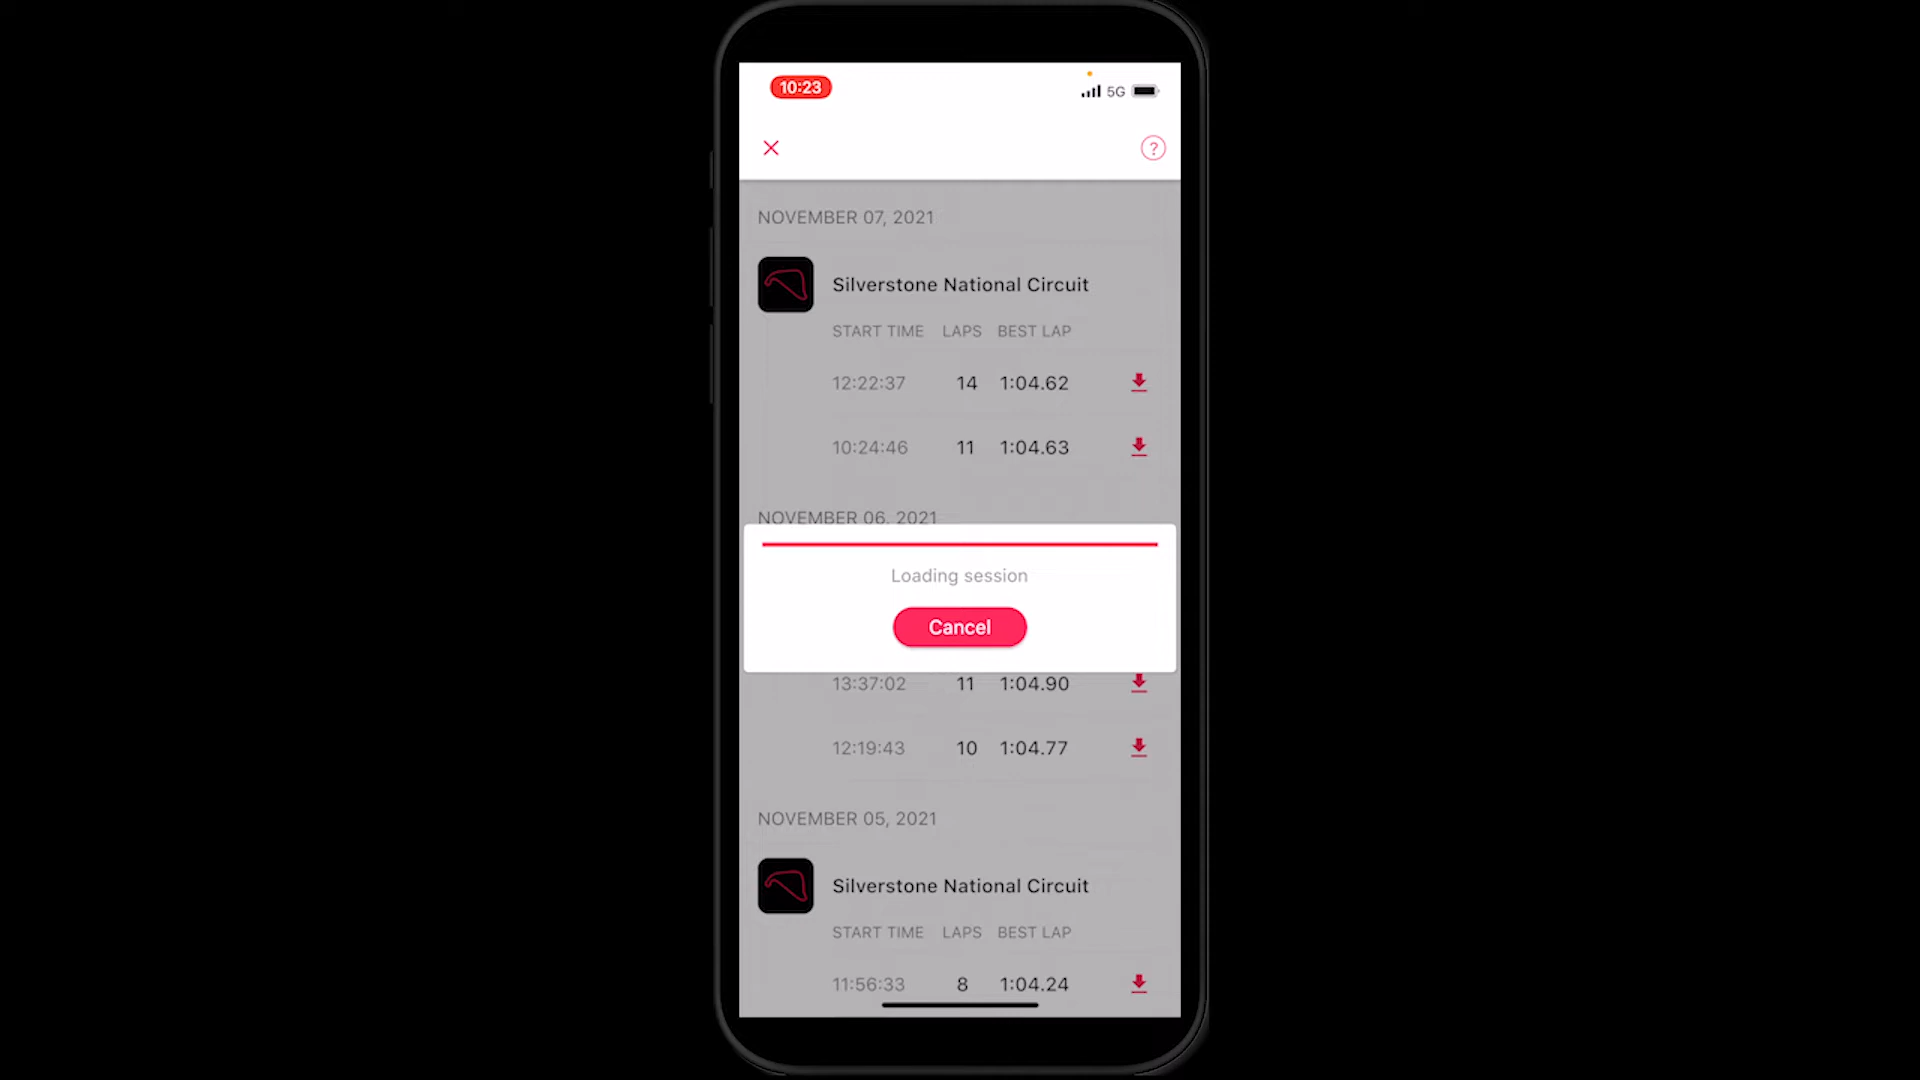 10:23
5G
?
NOVEMBER 07, 2021
Silverstone National Circuit
START TIME LAPS BEST LAP
12:22:37 14 1:04.62
10:24:46 11 1:04.63
NOVEMBER 06, 2021
Loading session
Cancel
13:37:02 11 1:04.90
12:19:43 10 1:04.77
NOVEMBER 05, 2021
Silverstone National Circuit
START TIME LAPS BEST LAP
11:56:33 8 1:04.24